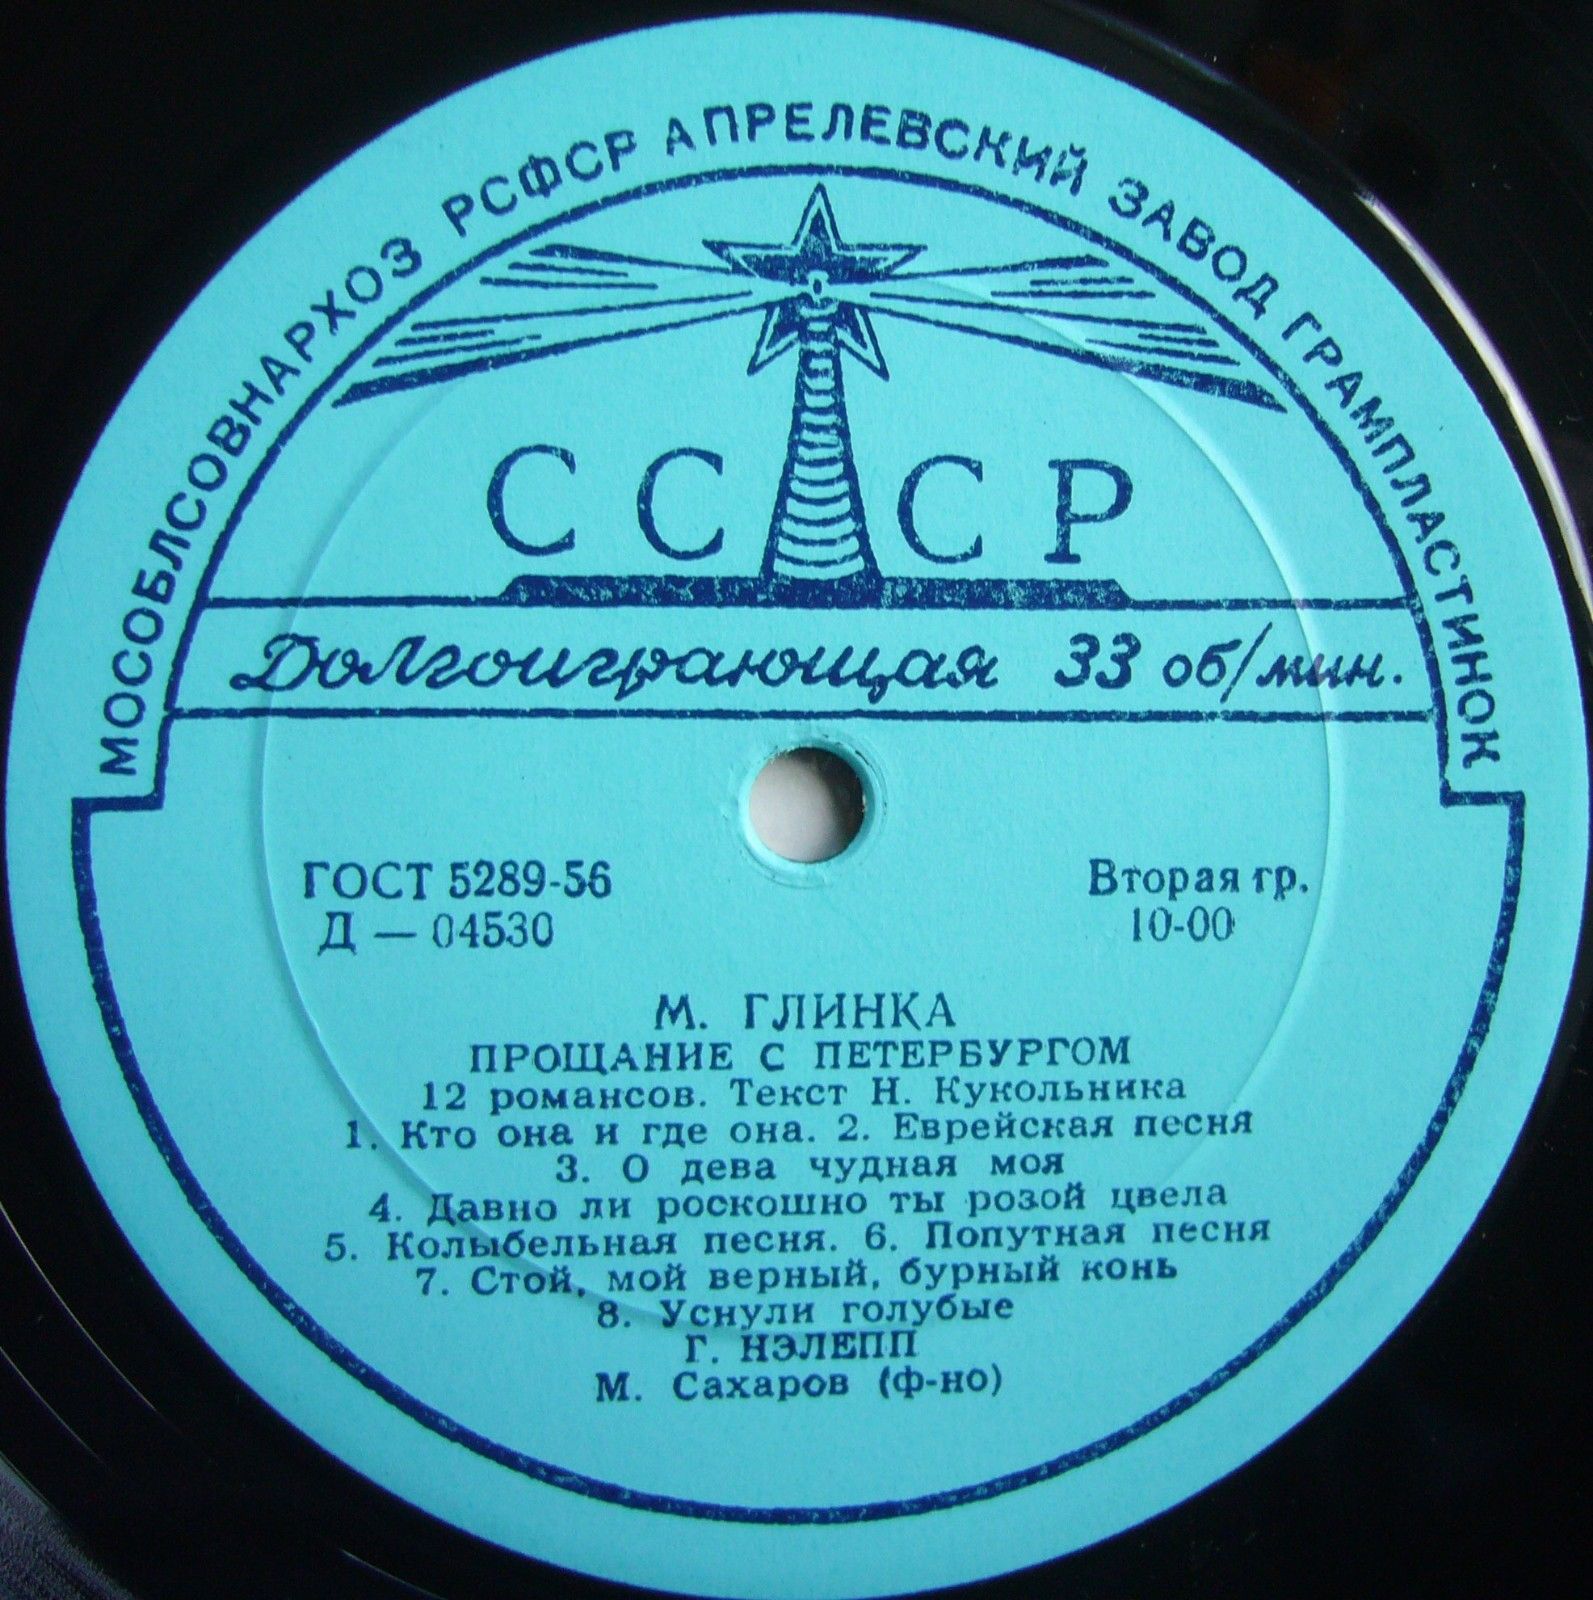 МОСОБЛСОВНАРХОЗ РСФСР АПРЕЛЕВСКИЙ ЗАВОД ГРАМПЛАСТИНОК
СССР
Долгоиграющая 33 об/мин.
ГОСТ 5289-56 Вторая гр.
Д — 04530 10-00
М. ГЛИНКА
ПРОЩАНИЕ С ПЕТЕРБУРГОМ
12 романсов. Текст Н. Кукольника
1. Кто она и где она. 2. Еврейская песня
3. О дева чудная моя
4. Давно ли роскошно ты розой цвела
5. Колыбельная песня. 6. Попутная песня
7. Стой, мой верный, бурный конь
8. Уснули голубые
Г. НЭЛЕПП
М. Сахаров (ф-но)